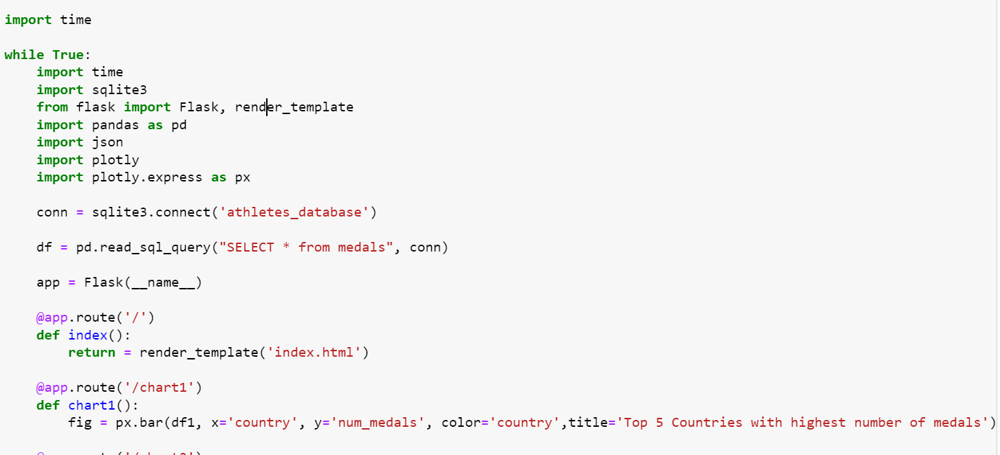 import time
while True:
    import time
    import sqlite3
    from flask import Flask, render_template
    import pandas as pd
    import json
    import plotly
    import plotly.express as px
    conn = sqlite3.connect('athletes_database')
    df = pd.read_sql_query("SELECT * from medals", conn)
    app = Flask(__name__)
    @app.route('/')
    def index():
        return = render_template('index.html')
    @app.route('/chart1')
    def chart1():
        fig = px.bar(df1, x='country', y='num_medals', color='country',title='Top 5 Countries with highest number of medals')